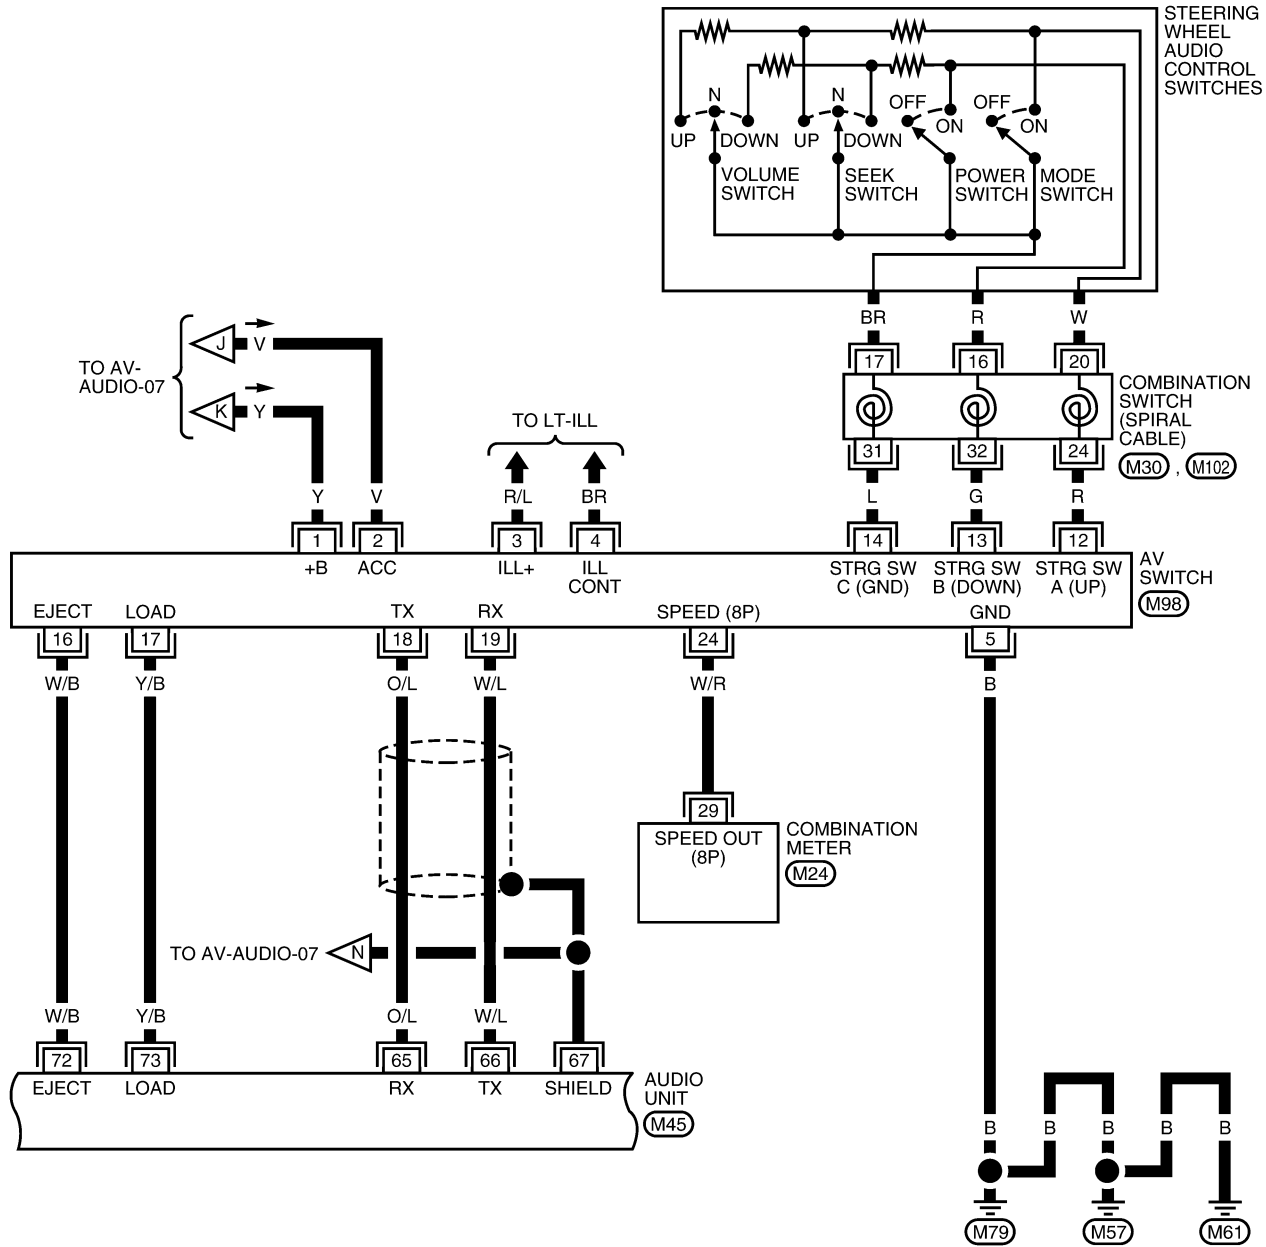 STEERING
WHEEL
AUDIO
CONTROL
SWITCHES
N
N
OFF
OFF
ON
ON
UP
DOWN
UP
DOWN
VOLUME
SWITCH
SEEK
SWITCH
POWER
SWITCH
MODE
SWITCH
BR
R
W
17
16
20
COMBINATION
SWITCH
(SPIRAL
CABLE)
M30 , M102
31
32
24
L
G
R
TO AV-
AUDIO-07
J
V
K
Y
TO LT-ILL
Y
V
R/L
BR
1
2
3
4
14
13
12
+B
ACC
ILL+
ILL
CONT
STRG SW
C (GND)
STRG SW
B (DOWN)
STRG SW
A (UP)
AV
SWITCH
M98
EJECT
LOAD
TX
RX
SPEED (8P)
GND
16
17
18
19
24
5
W/B
Y/B
O/L
W/L
W/R
B
29
SPEED OUT
(8P)
COMBINATION
METER
M24
TO AV-AUDIO-07
N
W/B
Y/B
O/L
W/L
72
73
65
66
67
EJECT
LOAD
RX
TX
SHIELD
AUDIO
UNIT
M45
B
B
B
B
B
M79
M57
M61